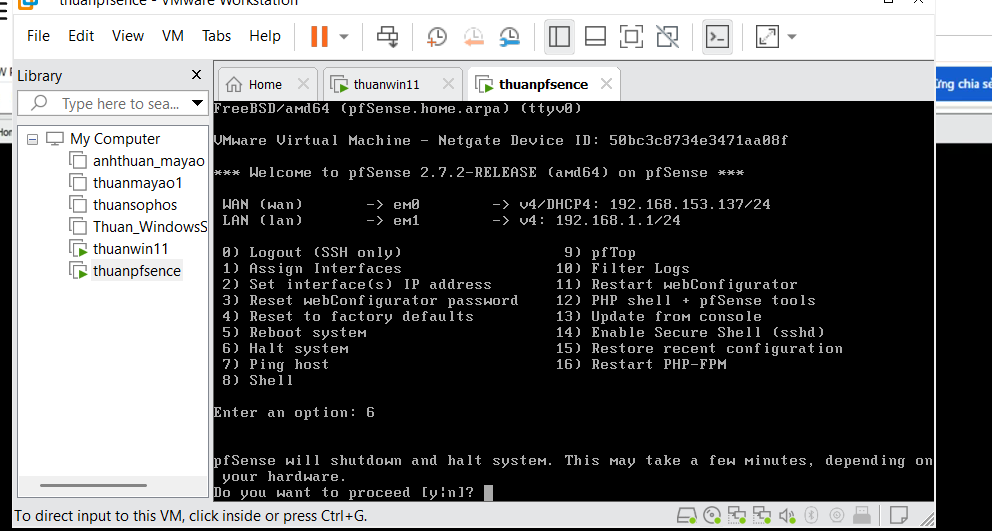 thuanpfsence - VMware Workstation
File Edit View VM Tabs Help
Library
Type here to sea...
Home
thuanwin11
thuanpfsence
My Computer
anhthuan_mayao
thuanmayao1
thuansophos
Thuan_WindowsS
thuanwin11
thuanpfsence
FreeBSD/amd64 (pfSense.home.arpa) (ttyv0)
VMware Virtual Machine - Netgate Device ID: 50bc3c8734e3471aa08f
*** Welcome to pfSense 2.7.2-RELEASE (amd64) on pfSense ***
WAN (wan) -> em0 -> v4/DHCP4: 192.168.153.137/24
LAN (lan) -> em1 -> v4: 192.168.1.1/24
0) Logout (SSH only) 9) pfTop
1) Assign Interfaces 10) Filter Logs
2) Set interface(s) IP address 11) Restart webConfigurator
3) Reset webConfigurator password 12) PHP shell + pfSense tools
4) Reset to factory defaults 13) Update from console
5) Reboot system 14) Enable Secure Shell (sshd)
6) Halt system 15) Restore recent configuration
7) Ping host 16) Restart PHP-FPM
8) Shell
Enter an option: 6
pfSense will shutdown and halt system. This may take a few minutes, depending on
your hardware.
Do you want to proceed [y|n]?
To direct input to this VM, click inside or press Ctrl+G.
chia sẻ